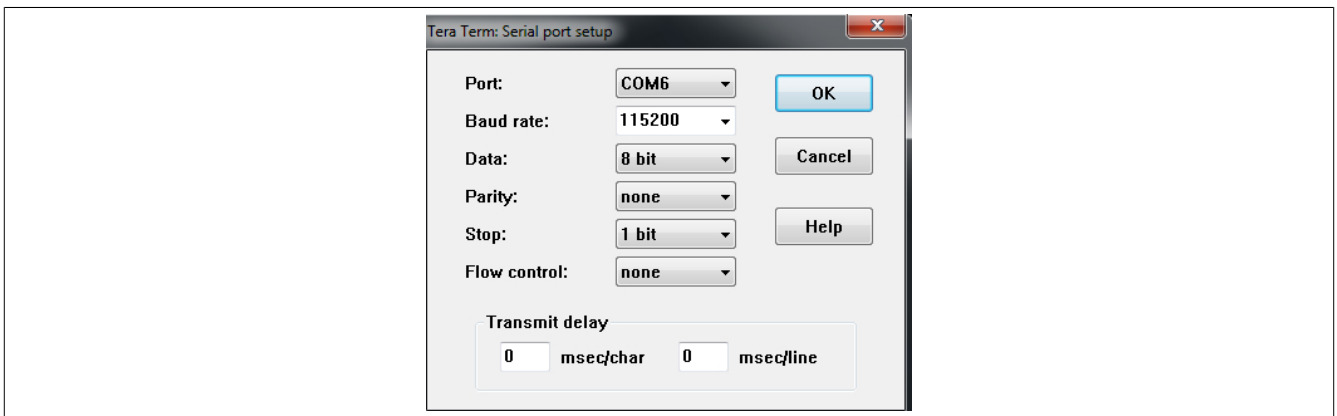 Tera Term: Serial port setup
x
Port: COM6 OK
Baud rate: 115200
Data: 8 bit Cancel
Parity: none
Stop: 1 bit Help
Flow control: none
Transmit delay
0 msec/char 0 msec/line